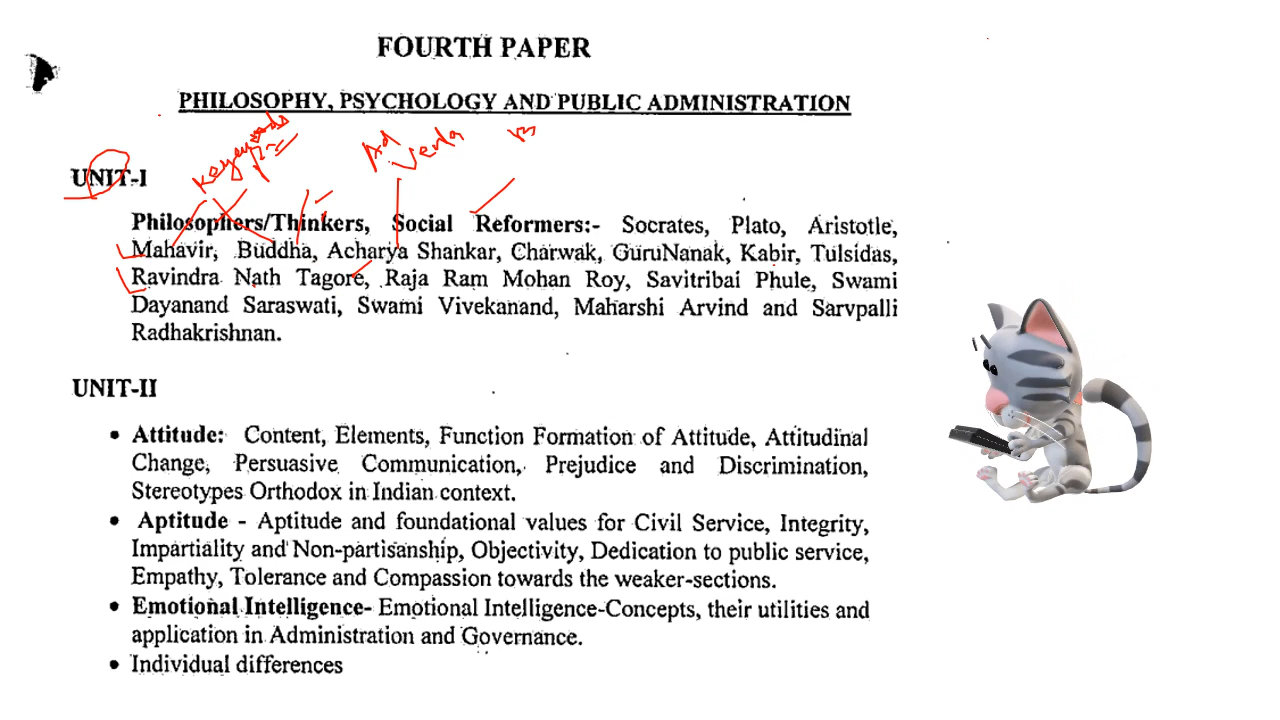 FOURTH PAPER
PHILOSOPHY, PSYCHOLOGY AND PUBLIC ADMINISTRATION
Keywords
Ad
Veda
UNIT-I
Philosophers/Thinkers, Social Reformers:- Socrates, Plato, Aristotle,
Mahavir, Buddha, Acharya Shankar, Charwak, GuruNanak, Kabir, Tulsidas,
Ravindra Nath Tagore, Raja Ram Mohan Roy, Savitribai Phule, Swami
Dayanand Saraswati, Swami Vivekanand, Maharshi Arvind and Sarvpalli
Radhakrishnan.
UNIT-II
• Attitude: Content, Elements, Function Formation of Attitude, Attitudinal
Change, Persuasive Communication, Prejudice and Discrimination,
Stereotypes Orthodox in Indian context.
• Aptitude - Aptitude and foundational values for Civil Service, Integrity,
Impartiality and Non-partisanship, Objectivity, Dedication to public service,
Empathy, Tolerance and Compassion towards the weaker-sections.
• Emotional Intelligence- Emotional Intelligence-Concepts, their utilities and
application in Administration and Governance.
• Individual differences